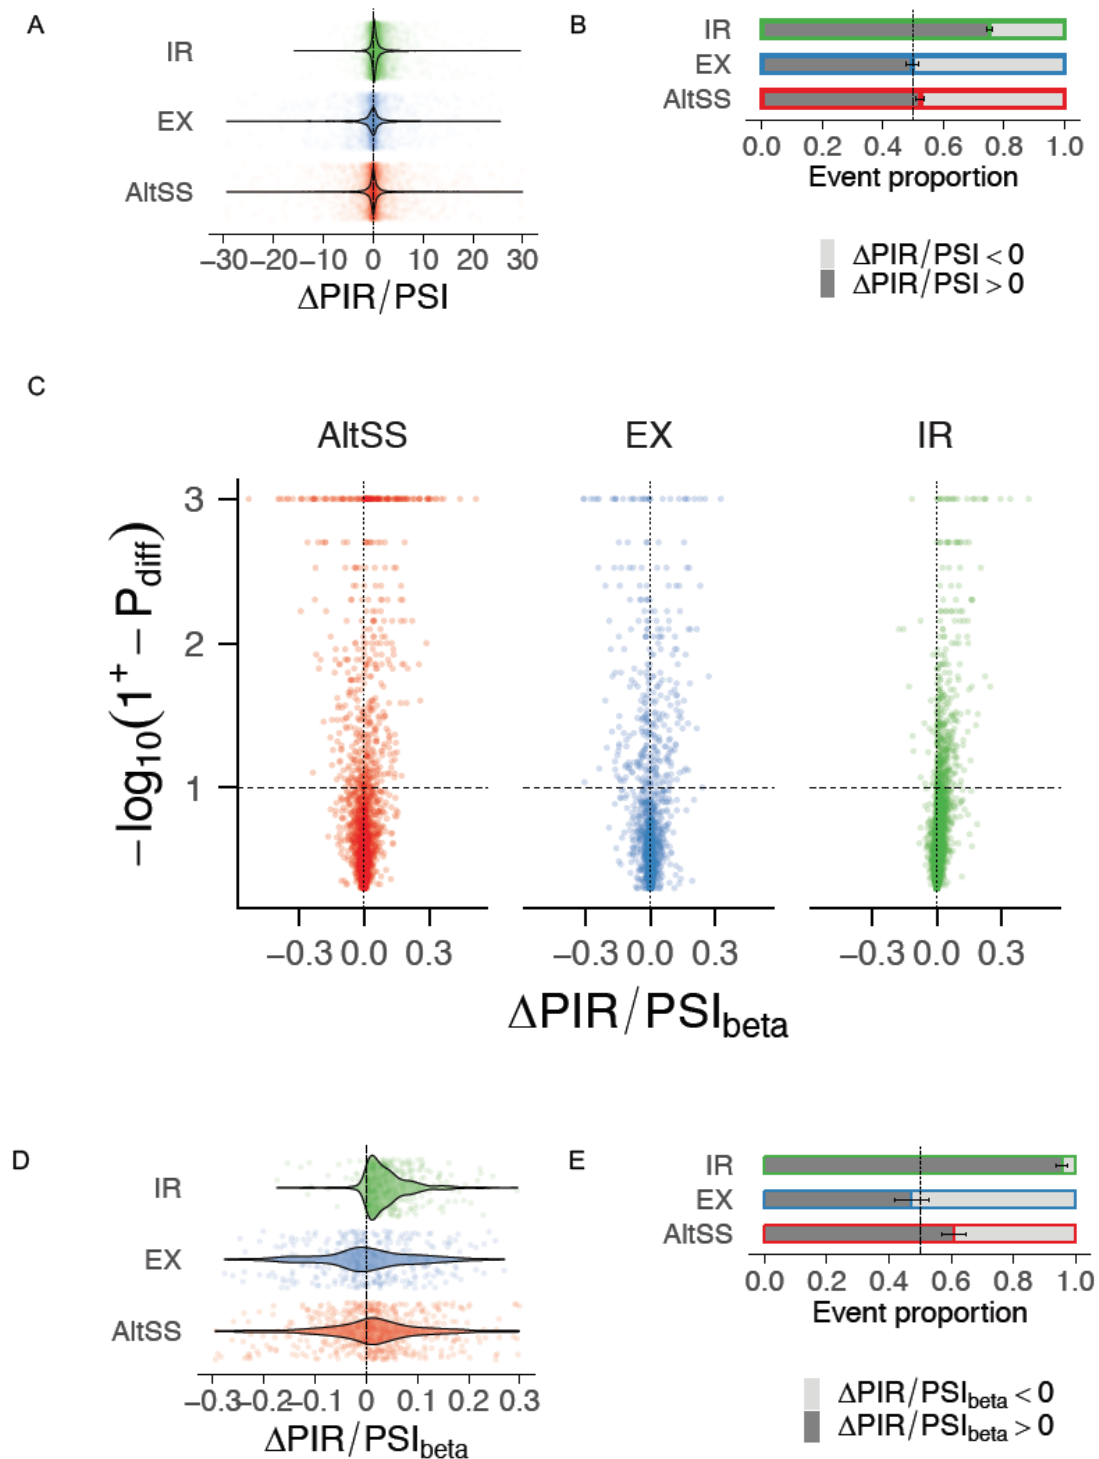 A
IR
EX
AltSS
−30 −20 −10 0 10 20 30
ΔPIR/PSI
B
IR
EX
AltSS
0.0 0.2 0.4 0.6 0.8 1.0
Event proportion
ΔPIR/PSI < 0
ΔPIR/PSI > 0
C
AltSS EX IR
3
2
1
−log10(1+ − Pdiff)
−0.3 0.0 0.3 −0.3 0.0 0.3 −0.3 0.0 0.3
ΔPIR/PSIbeta
D
IR
EX
AltSS
−0.3 −0.2 −0.1 0 0.1 0.2 0.3
ΔPIR/PSIbeta
E
IR
EX
AltSS
0.0 0.2 0.4 0.6 0.8 1.0
Event proportion
ΔPIR/PSIbeta < 0
ΔPIR/PSIbeta > 0